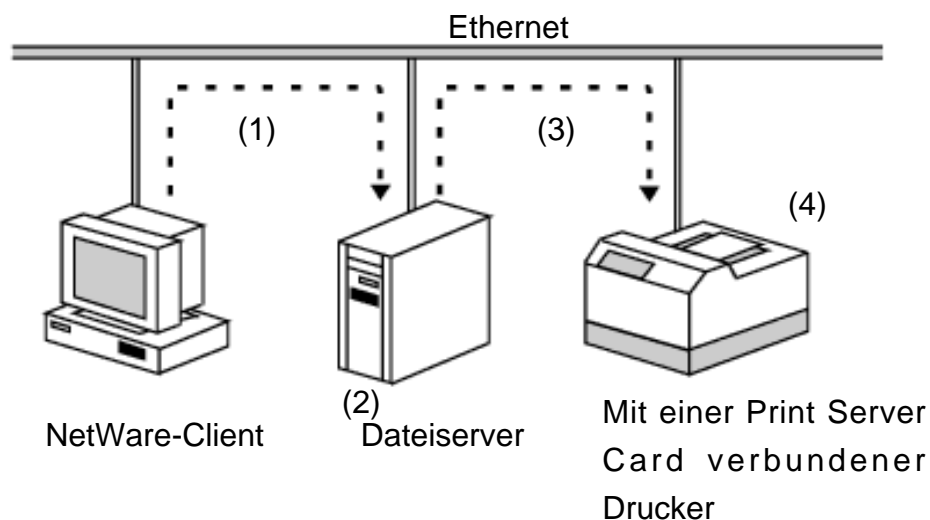 Ethernet
(1)
(3)
(4)
(2)
NetWare-Client
Dateiserver
Mit einer Print Server
Card verbundener
Drucker